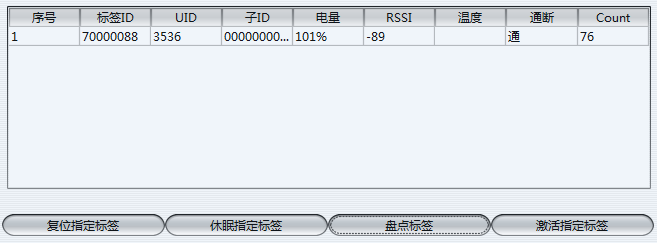 序号 标签ID UID 子ID 电量 RSSI 温度 通断 Count
1 70000088 3536 00000000... 101% -89 通 76
复位指定标签 休眠指定标签 盘点标签 激活指定标签